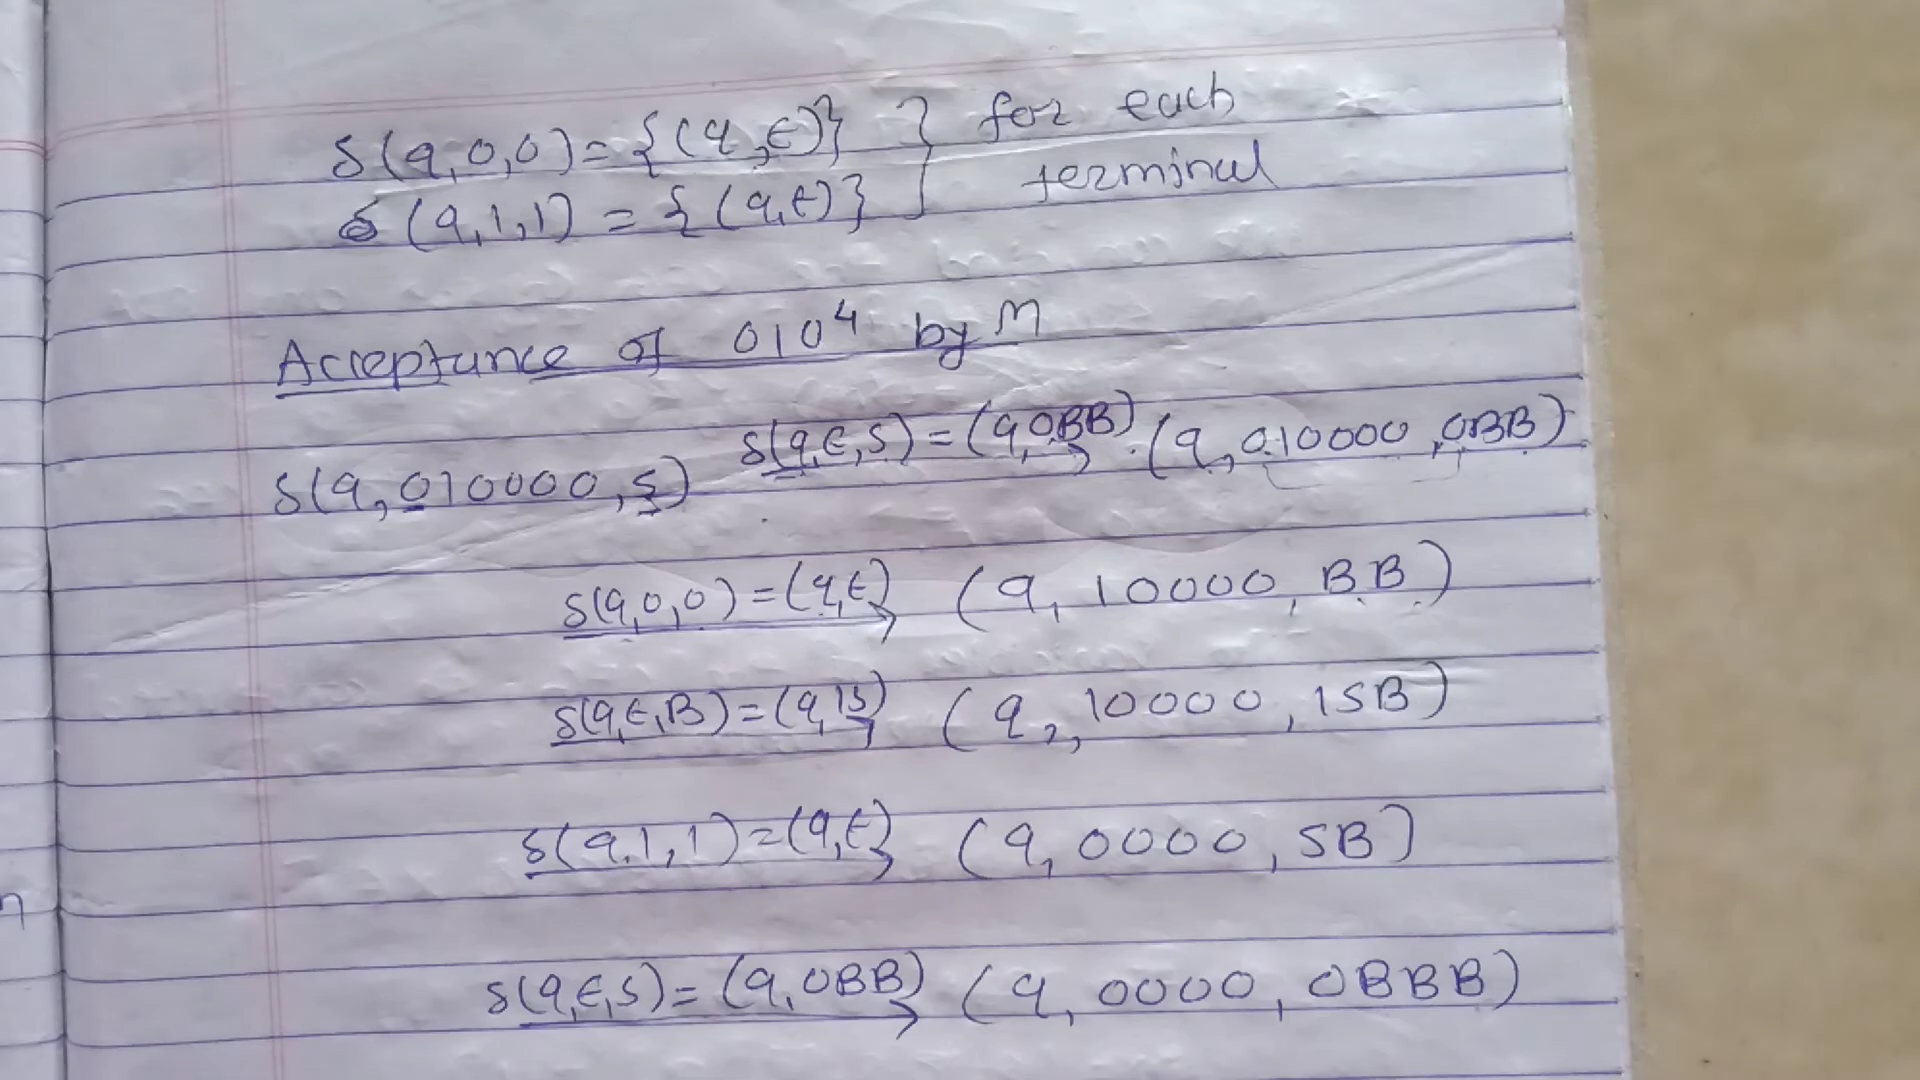 δ(q,0,0) = {(q,ε)} } for each
δ(q,1,1) = {(q,ε)} terminal
Acceptance of 010⁴ by M
δ(q,010000,S) δ(q,ε,S) = (q,0BB) (q,010000,0BB)
δ(q,0,0) = (q,ε) (q,10000,BB)
δ(q,ε,B) = (q,1S) (q,10000,1SB)
δ(q,1,1) = (q,ε) (q,0000,SB)
δ(q,ε,S) = (q,0BB) (q,0000,0BBB)